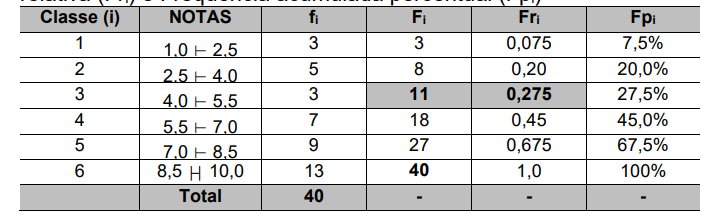 relativa (Fri) e Frequência acumulada percentual (Fpi)
Classe (i) NOTAS fi Fi Fri Fpi
1 1,0 ⊢ 2,5 3 3 0,075 7,5%
2 2,5 ⊢ 4,0 5 8 0,20 20,0%
3 4,0 ⊢ 5,5 3 11 0,275 27,5%
4 5,5 ⊢ 7,0 7 18 0,45 45,0%
5 7,0 ⊢ 8,5 9 27 0,675 67,5%
6 8,5 H 10,0 13 40 1,0 100%
Total 40 - - -